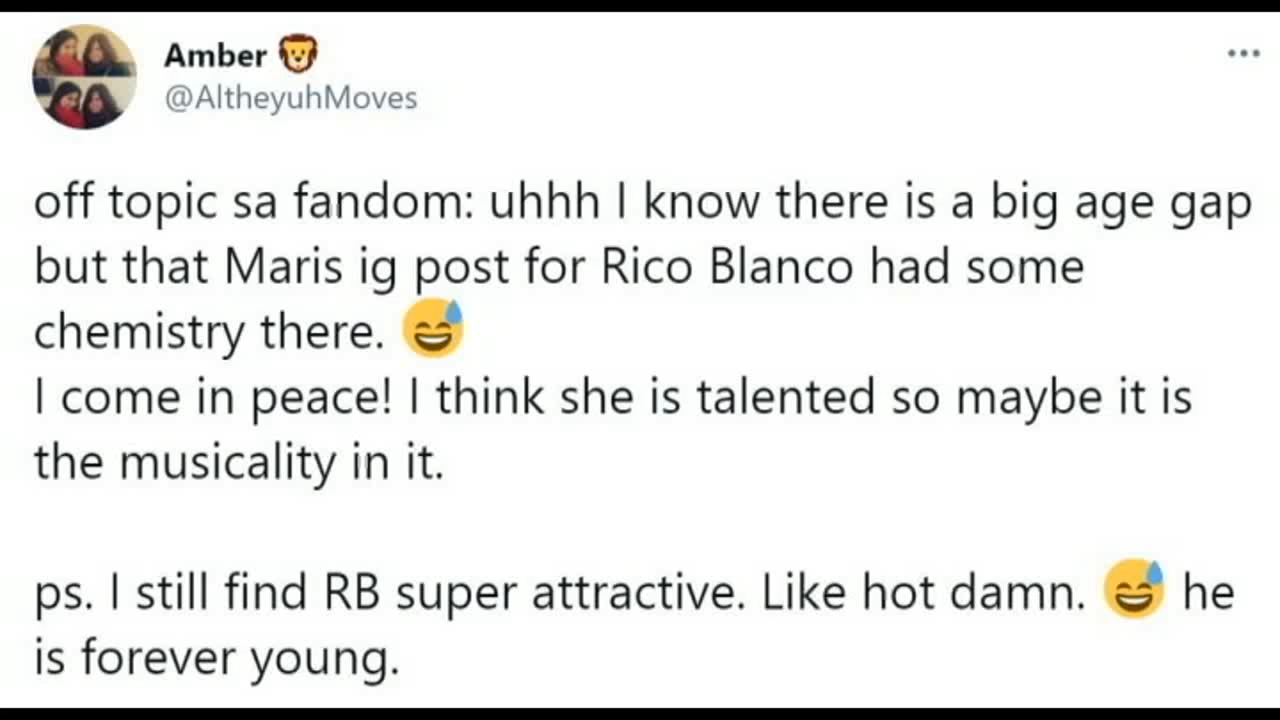 Amber 🦁
@AltheyuhMoves
off topic sa fandom: uhhh I know there is a big age gap
but that Maris ig post for Rico Blanco had some
chemistry there. 😅
I come in peace! I think she is talented so maybe it is
the musicality in it.
ps. I still find RB super attractive. Like hot damn. 😅 he
is forever young.